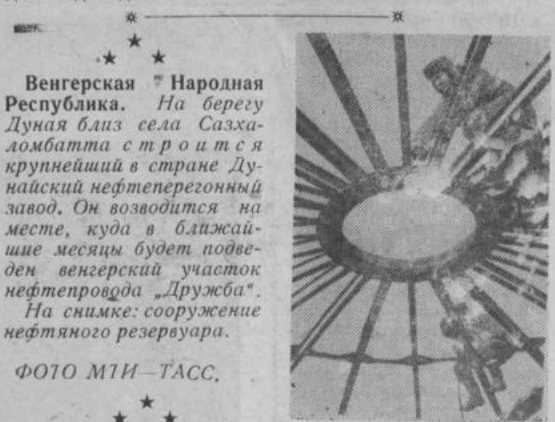 Венгерская Народная
Республика. На берегу
Дуная близ села Сазха-
ломбатта строится
крупнейший в стране Ду-
найский нефтеперегонный
завод. Он возводится на
месте, куда в ближай-
шие месяцы будет подве-
ден венгерский участок
нефтепровода „Дружба".
На снимке: сооружение
нефтяного резервуара.
ФОТО МТИ—ТАСС.